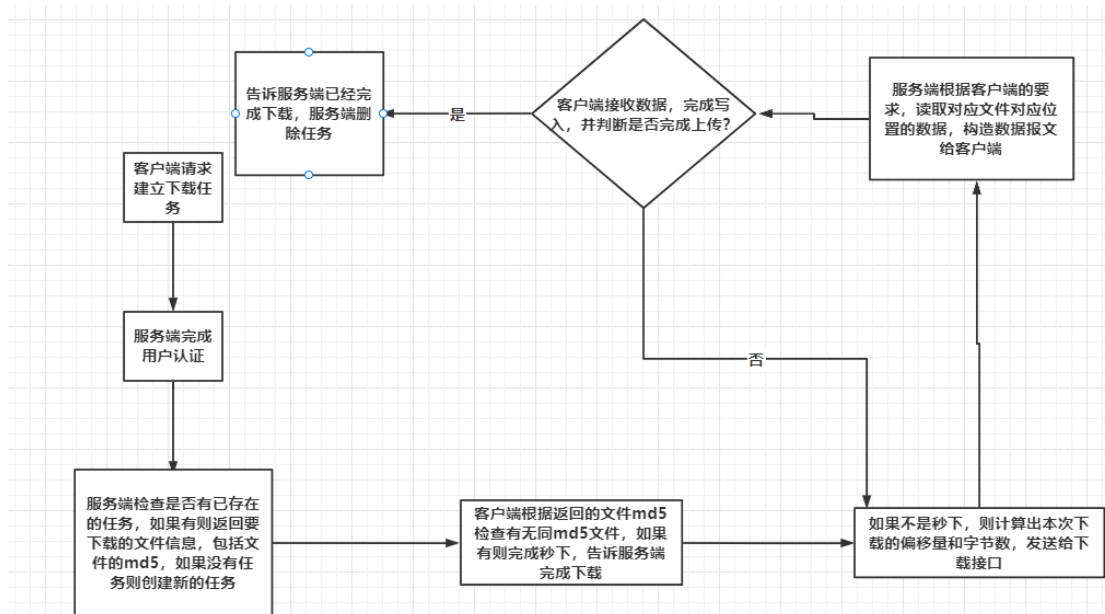 客户端请求
建立下载任
务
服务端完成
用户认证
服务端检查是否有已存在
的任务，如果有则返回要
下载的文件信息，包括文
件的md5，如果没有任
务则创建新的任务
客户端根据返回的文件md5
检查有无同md5文件，如果
有则完成秒下，告诉服务端
完成下载
如果不是秒下，则计算出本次下
载的偏移量和字节数，发送给下
载接口
服务端根据客户端的要
求，读取对应文件对应位
置的数据，构造数据报文
给客户端
客户端接收数据，完成写
入，并判断是否完成上传？
否
是
告诉服务端已经完
成下载，服务端删
除任务